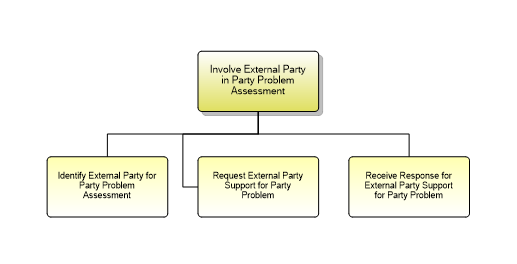 Involve External Party
in Party Problem
Assessment
Identify External Party for
Party Problem
Assessment
Request External Party
Support for Party
Problem
Receive Response for
External Party Support
for Party Problem